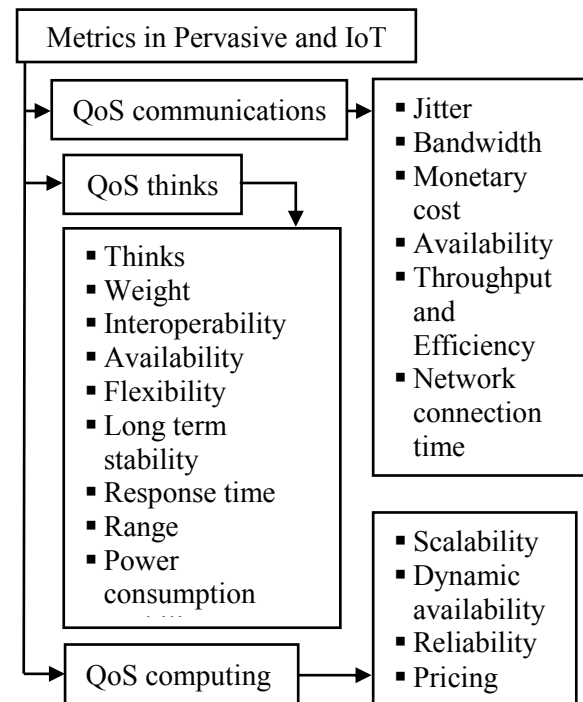 Metrics in Pervasive and IoT
QoS communications
▪ Jitter
▪ Bandwidth
▪ Monetary
cost
▪ Availability
▪ Throughput
and
Efficiency
▪ Network
connection
time
QoS thinks
▪ Thinks
▪ Weight
▪ Interoperability
▪ Availability
▪ Flexibility
▪ Long term
stability
▪ Response time
▪ Range
▪ Power
consumption
QoS computing
▪ Scalability
▪ Dynamic
availability
▪ Reliability
▪ Pricing